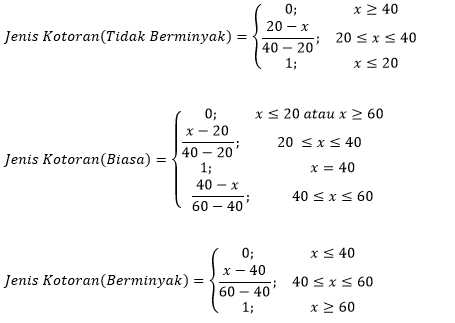 Jenis Kotoran(Tidak Berminyak) = { 0; x ≥ 40
(20 − x)/(40 − 20); 20 ≤ x ≤ 40
1; x ≤ 20
Jenis Kotoran(Biasa) = { 0; x ≤ 20 atau x ≥ 60
(x − 20)/(40 − 20); 20 ≤ x ≤ 40
1; x = 40
(40 − x)/(60 − 40); 40 ≤ x ≤ 60
Jenis Kotoran(Berminyak) = { 0; x ≤ 40
(x − 40)/(60 − 40); 40 ≤ x ≤ 60
1; x ≥ 60